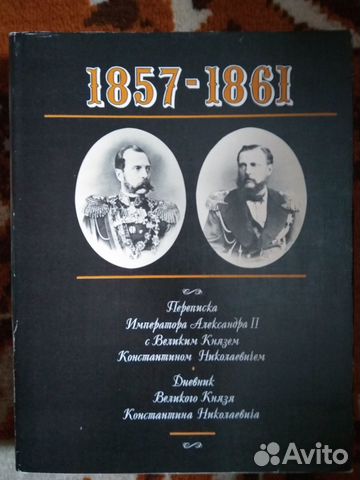 1857-1861
Переписка
Императора Александра II
с Великим Князем
Константином Николаевичем
Дневник
Великого Князя
Константина Николаевича
Avito